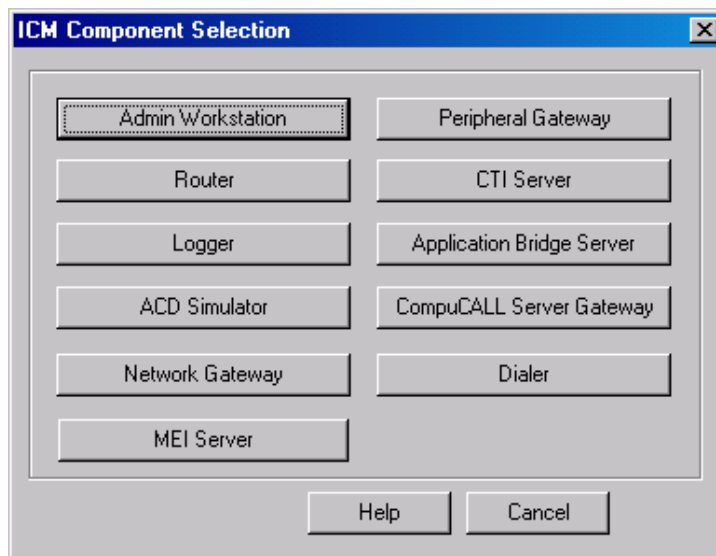 ICM Component Selection
Admin Workstation
Peripheral Gateway
Router
CTI Server
Logger
Application Bridge Server
ACD Simulator
CompuCALL Server Gateway
Network Gateway
Dialer
MEI Server
Help
Cancel